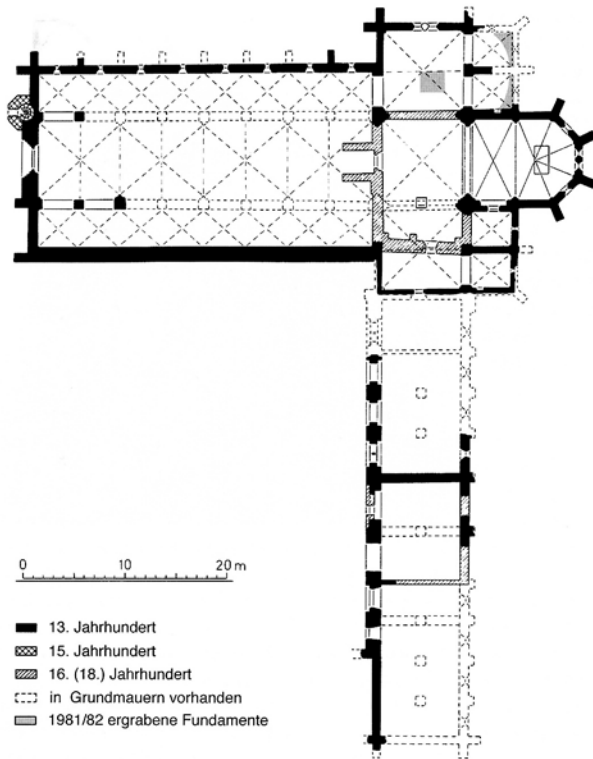 0 10 20 m
13. Jahrhundert
15. Jahrhundert
16. (18.) Jahrhundert
in Grundmauern vorhanden
1981/82 ergrabene Fundamente